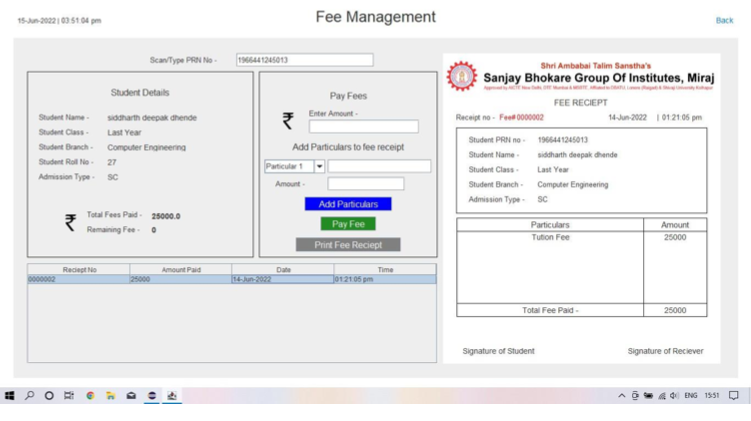 15-Jun-2022 | 03:51:04 pm
Fee Management
Back
Scan/Type PRN No - 1966441245013
Student Details
Student Name - siddharth deepak dhende
Student Class - Last Year
Student Branch - Computer Engineering
Student Roll No - 27
Admission Type - SC
₹
Total Fees Paid - 25000.0
Remaining Fee - 0
Pay Fees
₹
Enter Amount -
Add Particulars to fee receipt
Particular 1
Amount -
Add Particulars
Pay Fee
Print Fee Reciept
Reciept No Amount Paid Date Time
0000002 25000 14-Jun-2022 01:21:05 pm
Shri Ambabai Talim Sanstha's
Sanjay Bhokare Group Of Institutes, Miraj
FEE RECIEPT
Receipt no - Fee#0000002 14-Jun-2022 | 01:21:05 pm
Student PRN no - 1966441245013
Student Name - siddharth deepak dhende
Student Class - Last Year
Student Branch - Computer Engineering
Admission Type - SC
Particulars Amount
Tution Fee 25000
Total Fee Paid - 25000
Signature of Student Signature of Reciever
ENG 15:51